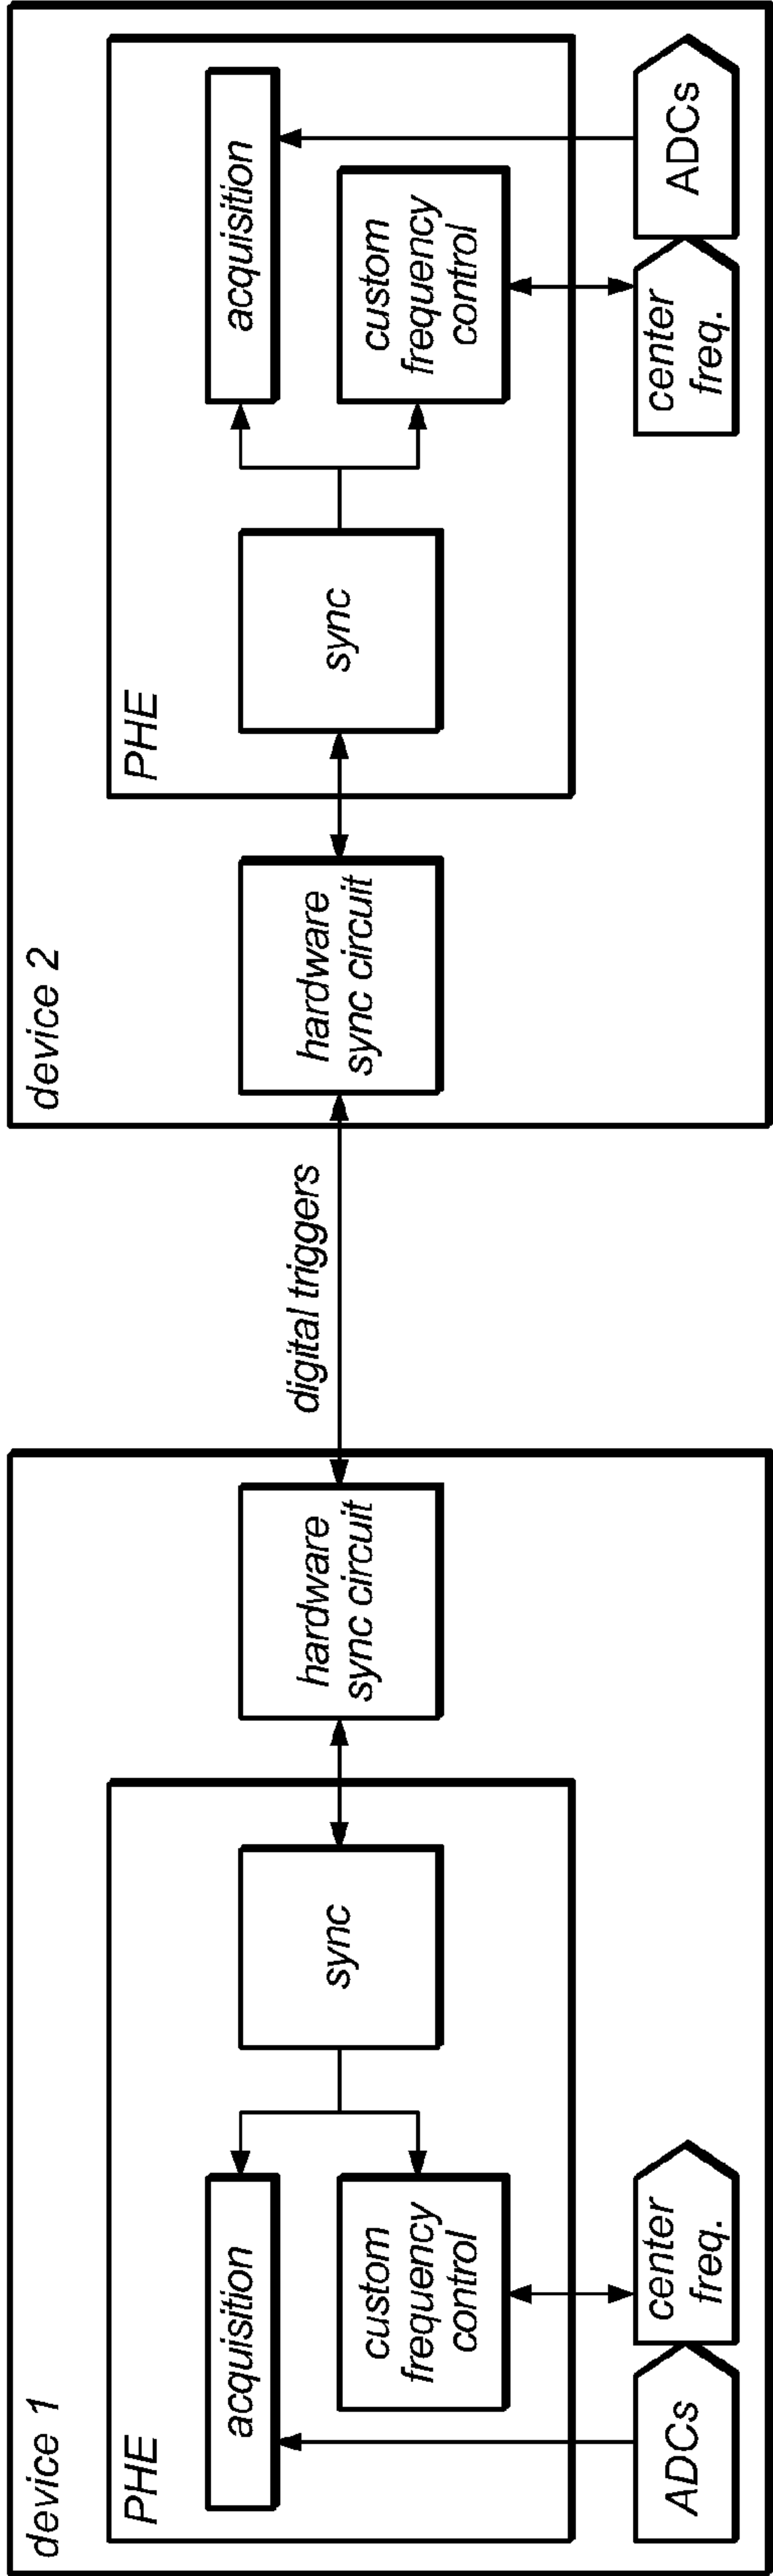 device 1
PHE
acquisition
custom
frequency
control
sync
hardware
sync circuit
ADCs
center
freq.
digital triggers
device 2
PHE
hardware
sync circuit
sync
acquisition
custom
frequency
control
center
freq.
ADCs